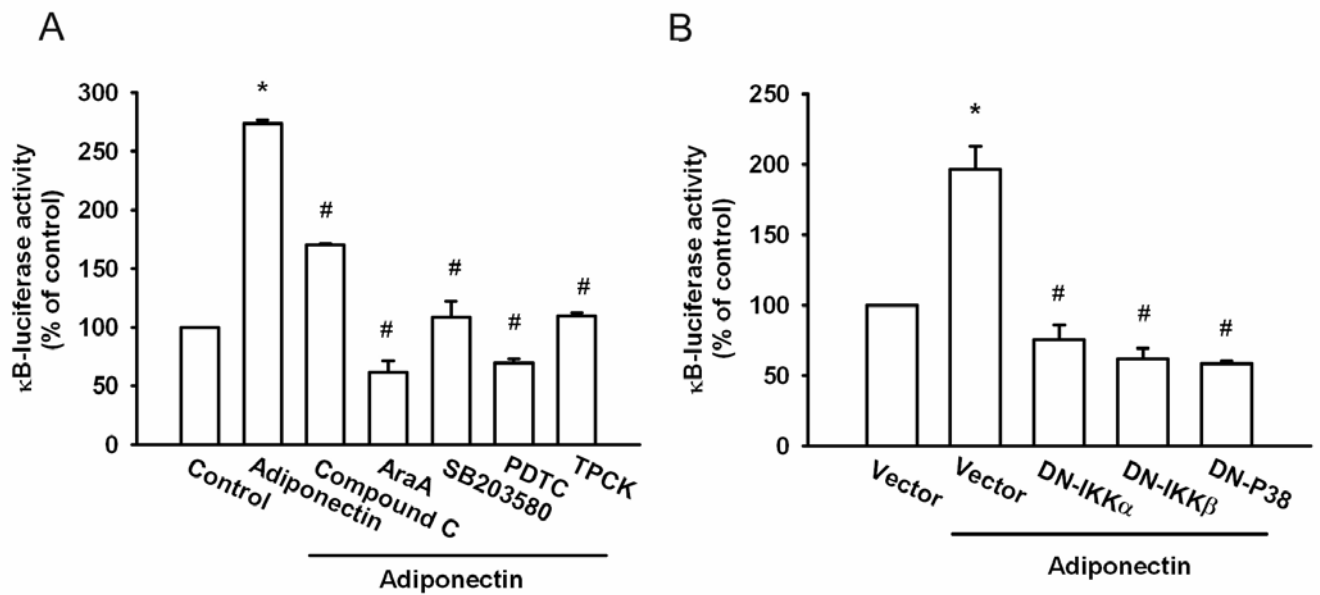 A
κB-luciferase activity
(% of control)
300
250
200
150
100
50
0
*
#
#
#
#
#
Control
Adiponectin
Compound C
AraA
SB203580
PDTC
TPCK
Adiponectin
B
κB-luciferase activity
(% of control)
250
200
150
100
50
0
*
#
#
#
Vector
Vector
DN-IKKα
DN-IKKβ
DN-P38
Adiponectin